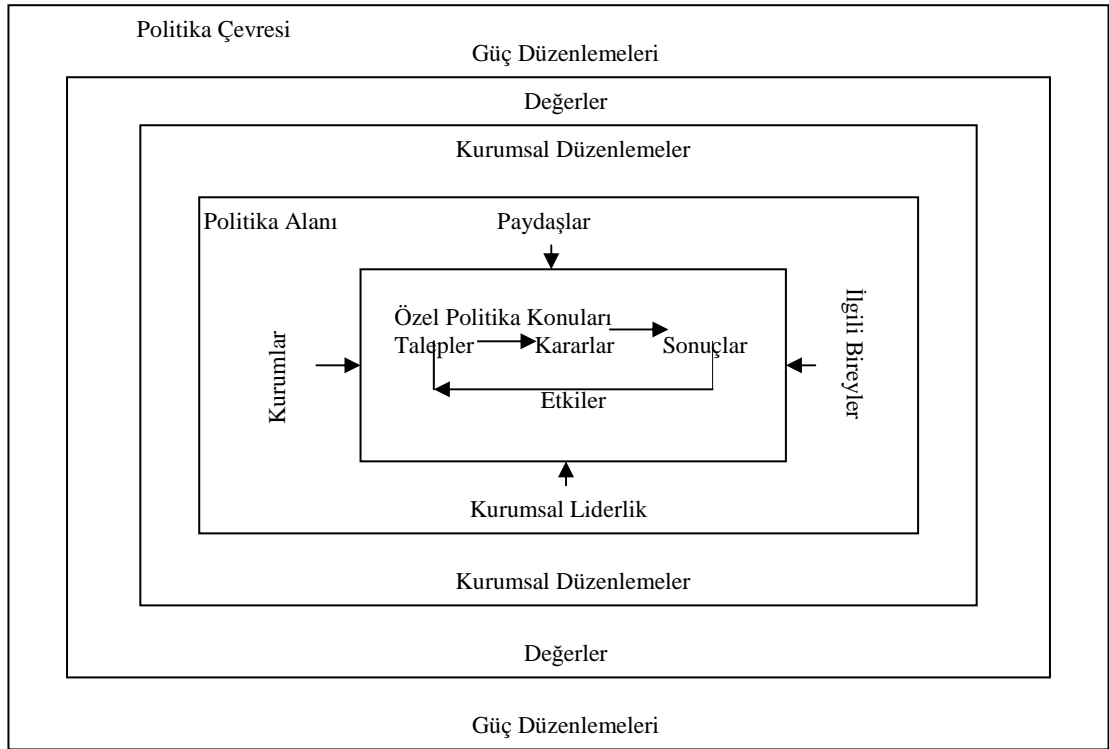 Politika Çevresi
Güç Düzenlemeleri
Değerler
Kurumsal Düzenlemeler
Politika Alanı
Paydaşlar
Kurumlar
Özel Politika Konuları
Talepler
Kararlar
Sonuçlar
Etkiler
İlgili Bireyler
Kurumsal Liderlik
Kurumsal Düzenlemeler
Değerler
Güç Düzenlemeleri